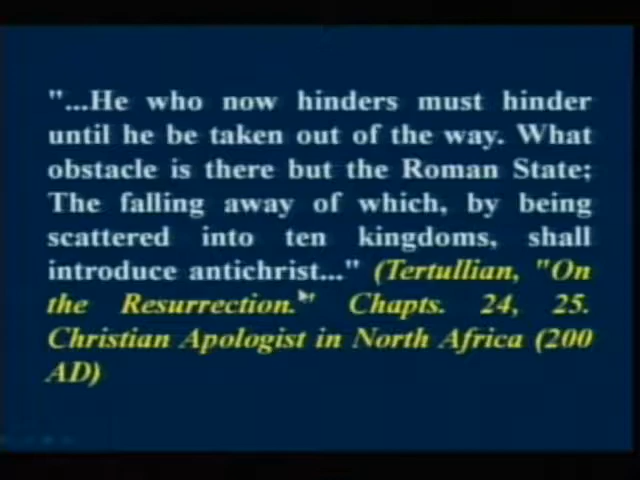 "...He who now hinders must hinder
until he be taken out of the way. What
obstacle is there but the Roman State;
The falling away of which, by being
scattered into ten kingdoms, shall
introduce antichrist..." (Tertullian, "On
the Resurrection." Chapts. 24, 25.
Christian Apologist in North Africa (200
AD)